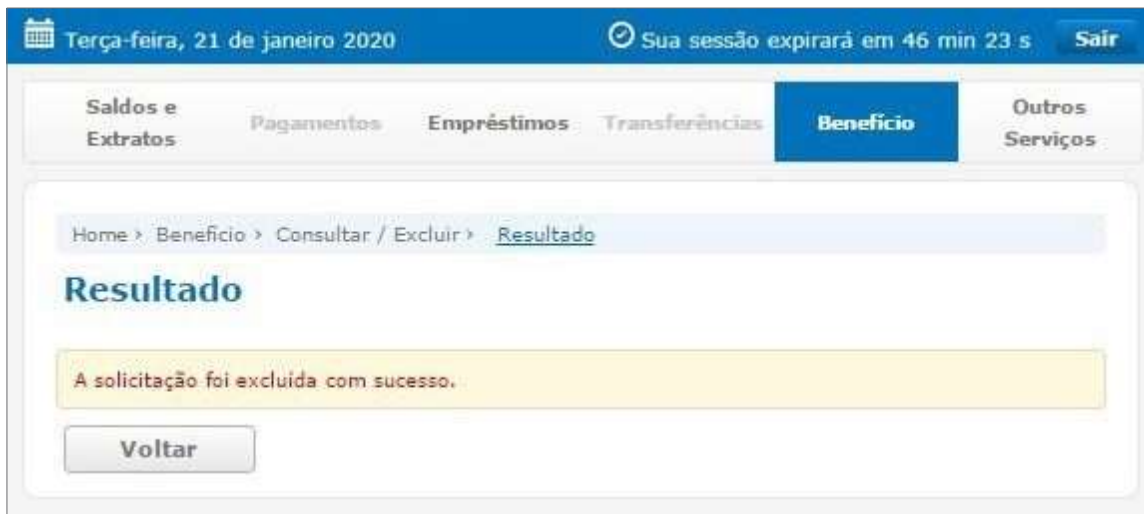 Terça-feira, 21 de janeiro 2020
Sua sessão expirará em 46 min 23 s
Sair
Saldos e
Extratos
Pagamentos
Empréstimos
Transferências
Benefício
Outros
Serviços
Home › Benefício › Consultar / Excluir › Resultado
Resultado
A solicitação foi excluída com sucesso.
Voltar